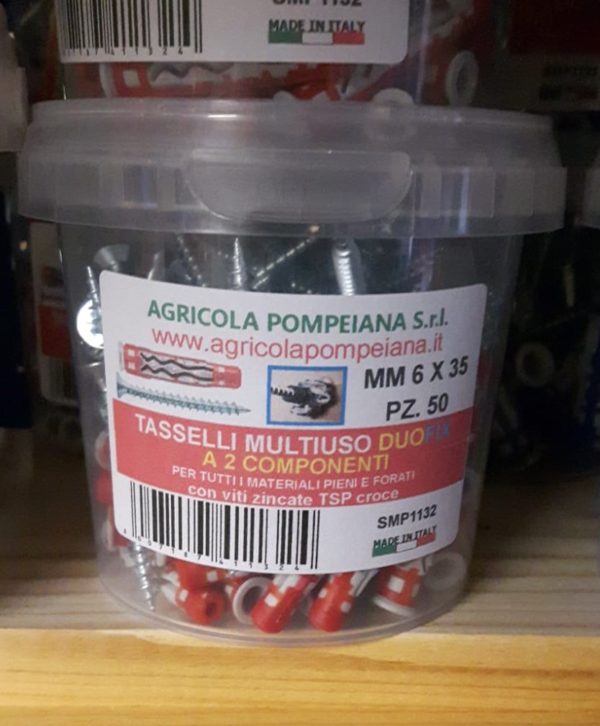 SMP1132
MADE IN ITALY
AGRICOLA POMPEIANA S.r.l.
www.agricolapompeiana.it
MM 6 X 35
PZ. 50
TASSELLI MULTIUSO DUOFIX
A 2 COMPONENTI
PER TUTTI I MATERIALI PIENI E FORATI
con viti zincate TSP croce
SMP1132
MADE IN ITALY